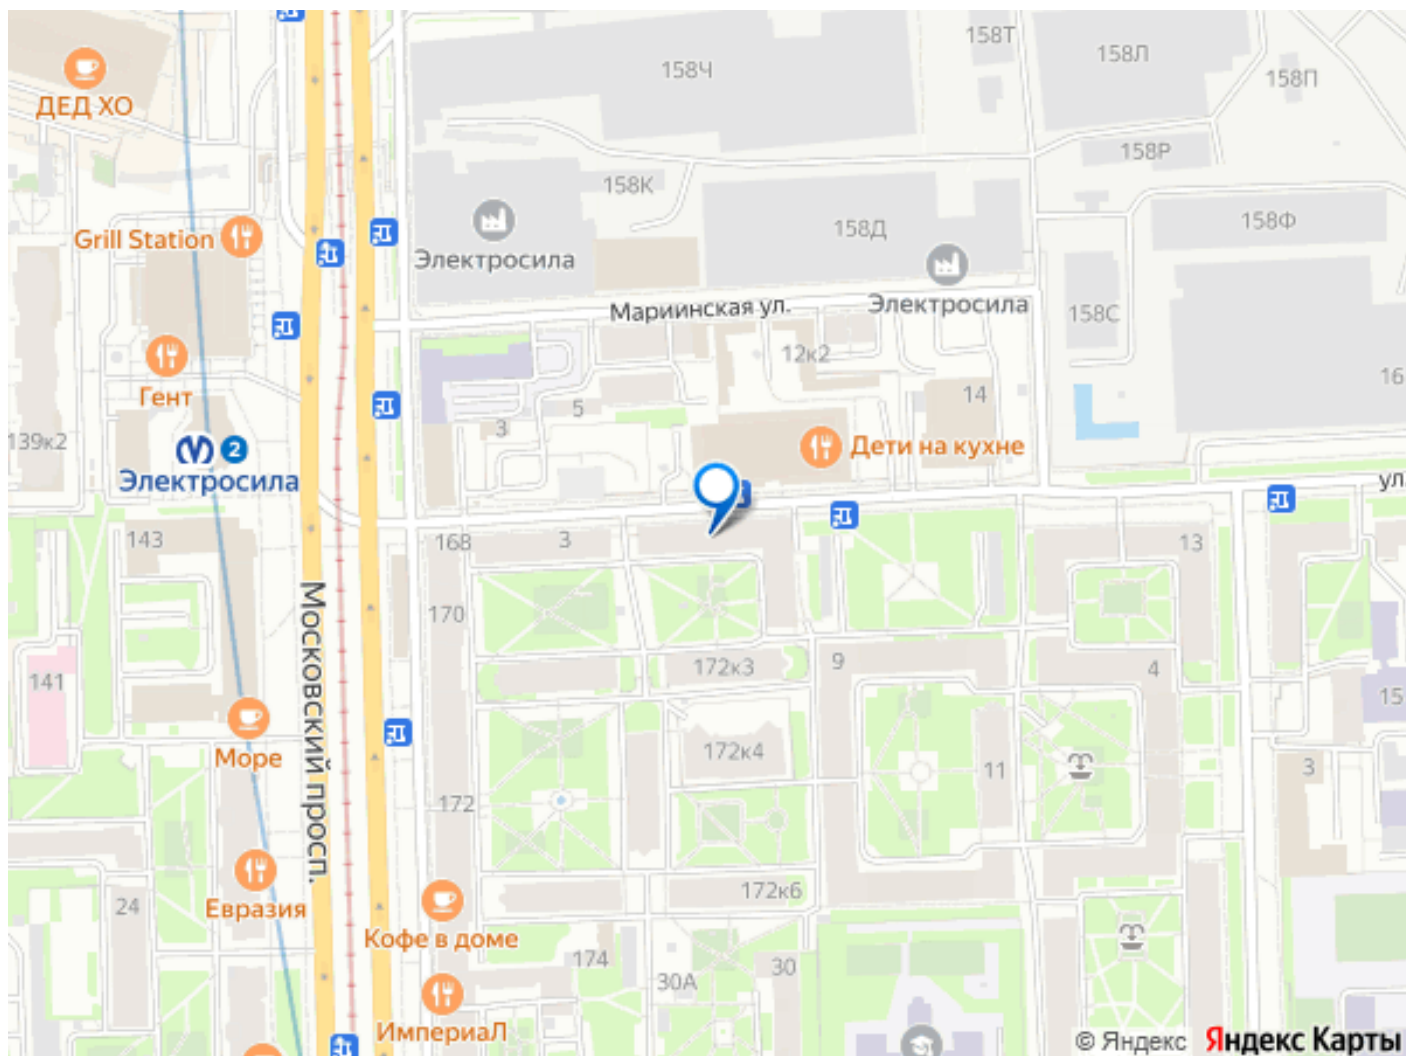 158Т
158Ч
158Л
158П
ДЕД ХО
158Р
158К
Grill Station
158Д
158Ф
Электросила
Электросила
Мариинская ул.
158С
12к2
Гент
14
16
5
3
139к2
Дети на кухне
2
Электросила
ул.
143
168
3
13
Московский просп.
170
172к3
9
4
141
15
Море
172к4
11
3
172
172к6
24
Евразия
Кофе в доме
174
30
30А
ИмпериаЛ
© Яндекс Яндекс Карты